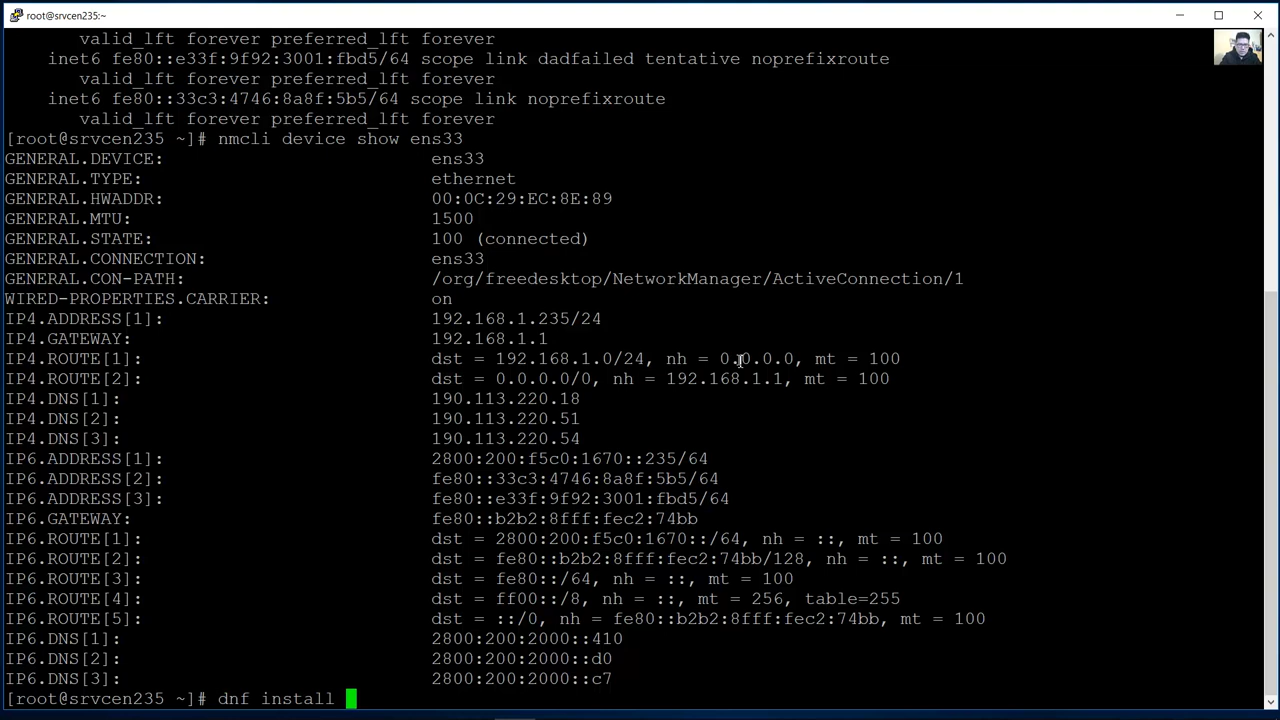 root@srvcen235:~
valid_lft forever preferred_lft forever
inet6 fe80::e33f:9f92:3001:fbd5/64 scope link dadfailed tentative noprefixroute
valid_lft forever preferred_lft forever
inet6 fe80::33c3:4746:8a8f:5b5/64 scope link noprefixroute
valid_lft forever preferred_lft forever
[root@srvcen235 ~]# nmcli device show ens33
GENERAL.DEVICE: ens33
GENERAL.TYPE: ethernet
GENERAL.HWADDR: 00:0C:29:EC:8E:89
GENERAL.MTU: 1500
GENERAL.STATE: 100 (connected)
GENERAL.CONNECTION: ens33
GENERAL.CON-PATH: /org/freedesktop/NetworkManager/ActiveConnection/1
WIRED-PROPERTIES.CARRIER: on
IP4.ADDRESS[1]: 192.168.1.235/24
IP4.GATEWAY: 192.168.1.1
IP4.ROUTE[1]: dst = 192.168.1.0/24, nh = 0.0.0.0, mt = 100
IP4.ROUTE[2]: dst = 0.0.0.0/0, nh = 192.168.1.1, mt = 100
IP4.DNS[1]: 190.113.220.18
IP4.DNS[2]: 190.113.220.51
IP4.DNS[3]: 190.113.220.54
IP6.ADDRESS[1]: 2800:200:f5c0:1670::235/64
IP6.ADDRESS[2]: fe80::33c3:4746:8a8f:5b5/64
IP6.ADDRESS[3]: fe80::e33f:9f92:3001:fbd5/64
IP6.GATEWAY: fe80::b2b2:8fff:fec2:74bb
IP6.ROUTE[1]: dst = 2800:200:f5c0:1670::/64, nh = ::, mt = 100
IP6.ROUTE[2]: dst = fe80::b2b2:8fff:fec2:74bb/128, nh = ::, mt = 100
IP6.ROUTE[3]: dst = fe80::/64, nh = ::, mt = 100
IP6.ROUTE[4]: dst = ff00::/8, nh = ::, mt = 256, table=255
IP6.ROUTE[5]: dst = ::/0, nh = fe80::b2b2:8fff:fec2:74bb, mt = 100
IP6.DNS[1]: 2800:200:2000::410
IP6.DNS[2]: 2800:200:2000::d0
IP6.DNS[3]: 2800:200:2000::c7
[root@srvcen235 ~]# dnf install